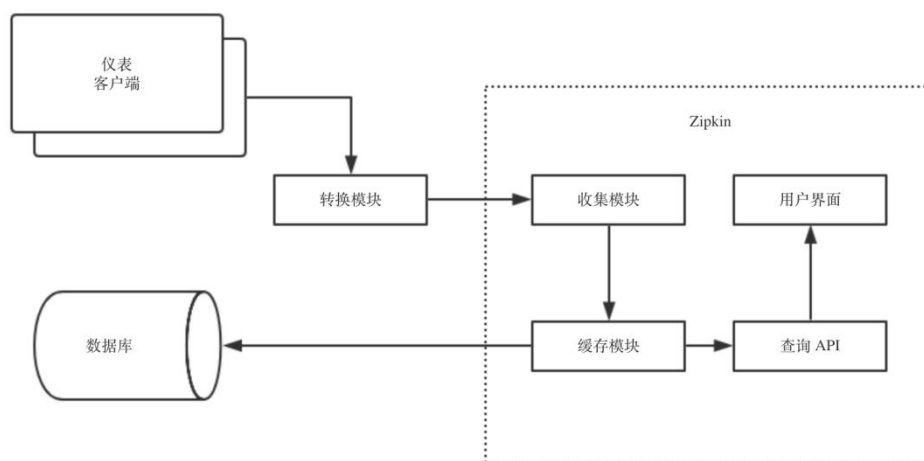 仪表
客户端
Zipkin
转换模块
收集模块
用户界面
数据库
缓存模块
查询 API